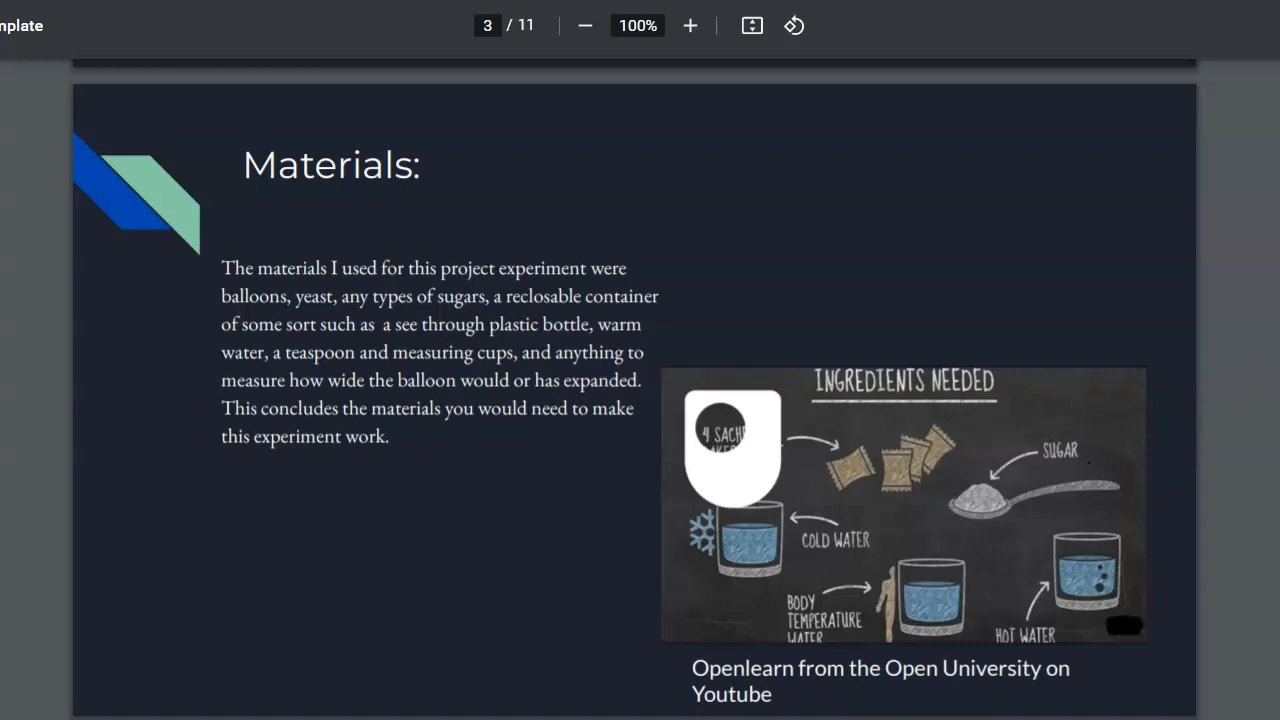 mplate
3 / 11
100%
Materials:
The materials I used for this project experiment were
balloons, yeast, any types of sugars, a reclosable container
of some sort such as  a see through plastic bottle, warm
water, a teaspoon and measuring cups, and anything to
measure how wide the balloon would or has expanded.
This concludes the materials you would need to make
this experiment work.
INGREDIENTS NEEDED
4 SACH
SUGAR
COLD WATER
BODY
TEMPERATURE
WATER
HOT WATER
Openlearn from the Open University on
Youtube